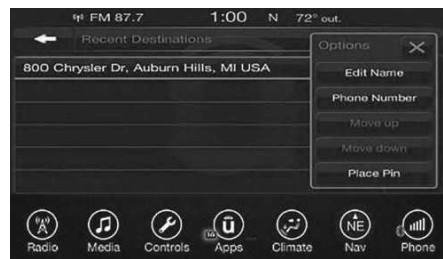 FM 87.7 1:00 N 72° out.
Recent Destinations
Options
800 Chrysler Dr, Auburn Hills, MI USA
Edit Name
Phone Number
Move up
Move down
Place Pin
NE
Radio Media Controls Apps Climate Nav Phone